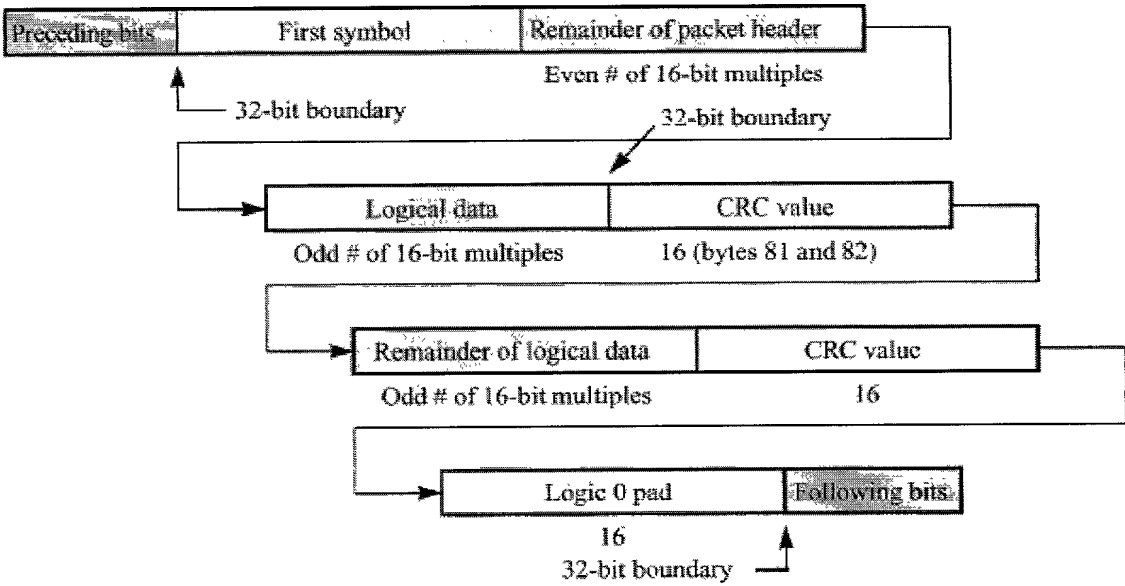 Preceding bits First symbol Remainder of packet header
Even # of 16-bit multiples
32-bit boundary
32-bit boundary
Logical data CRC value
Odd # of 16-bit multiples 16 (bytes 81 and 82)
Remainder of logical data CRC value
Odd # of 16-bit multiples 16
Logic 0 pad Following bits
16
32-bit boundary